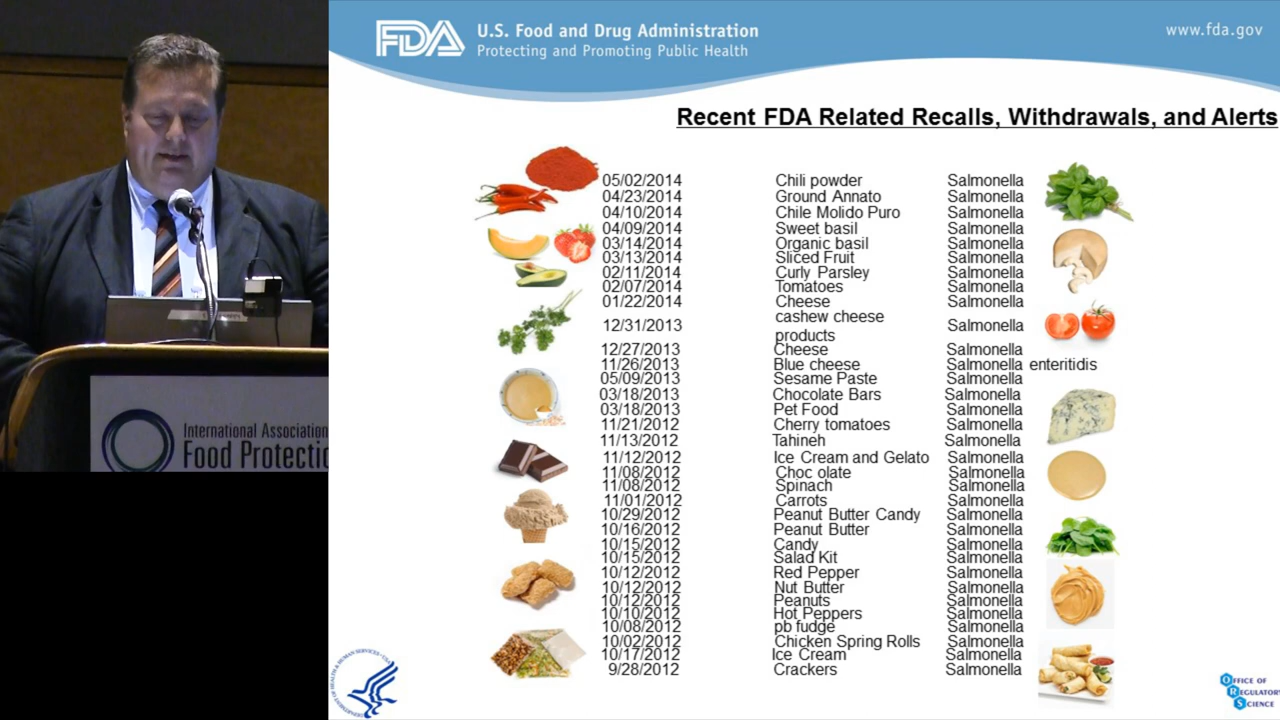 FDA
U.S. Food and Drug Administration
Protecting and Promoting Public Health
www.fda.gov
Recent FDA Related Recalls, Withdrawals, and Alerts
05/02/2014 Chili powder Salmonella
04/23/2014 Ground Annato Salmonella
04/10/2014 Chile Molido Puro Salmonella
04/09/2014 Sweet basil Salmonella
03/14/2014 Organic basil Salmonella
03/13/2014 Sliced Fruit Salmonella
02/11/2014 Curly Parsley Salmonella
02/07/2014 Tomatoes Salmonella
01/22/2014 Cheese Salmonella
cashew cheese
12/31/2013 Salmonella
products
12/27/2013 Cheese Salmonella
11/26/2013 Blue cheese Salmonella enteritidis
05/09/2013 Sesame Paste Salmonella
03/18/2013 Chocolate Bars Salmonella
03/18/2013 Pet Food Salmonella
11/21/2012 Cherry tomatoes Salmonella
11/13/2012 Tahineh Salmonella
11/12/2012 Ice Cream and Gelato Salmonella
11/08/2012 Choc olate Salmonella
11/08/2012 Spinach Salmonella
11/01/2012 Carrots Salmonella
10/29/2012 Peanut Butter Candy Salmonella
10/16/2012 Peanut Butter Salmonella
10/15/2012 Candy Salmonella
10/15/2012 Salad Kit Salmonella
10/12/2012 Red Pepper Salmonella
10/12/2012 Nut Butter Salmonella
10/12/2012 Peanuts Salmonella
10/10/2012 Hot Peppers Salmonella
10/08/2012 pb fudge Salmonella
10/02/2012 Chicken Spring Rolls Salmonella
10/17/2012 Ice Cream Salmonella
9/28/2012 Crackers Salmonella
International Association
Food Protectic
OFFICE OF
REGULATORY
SCIENCE